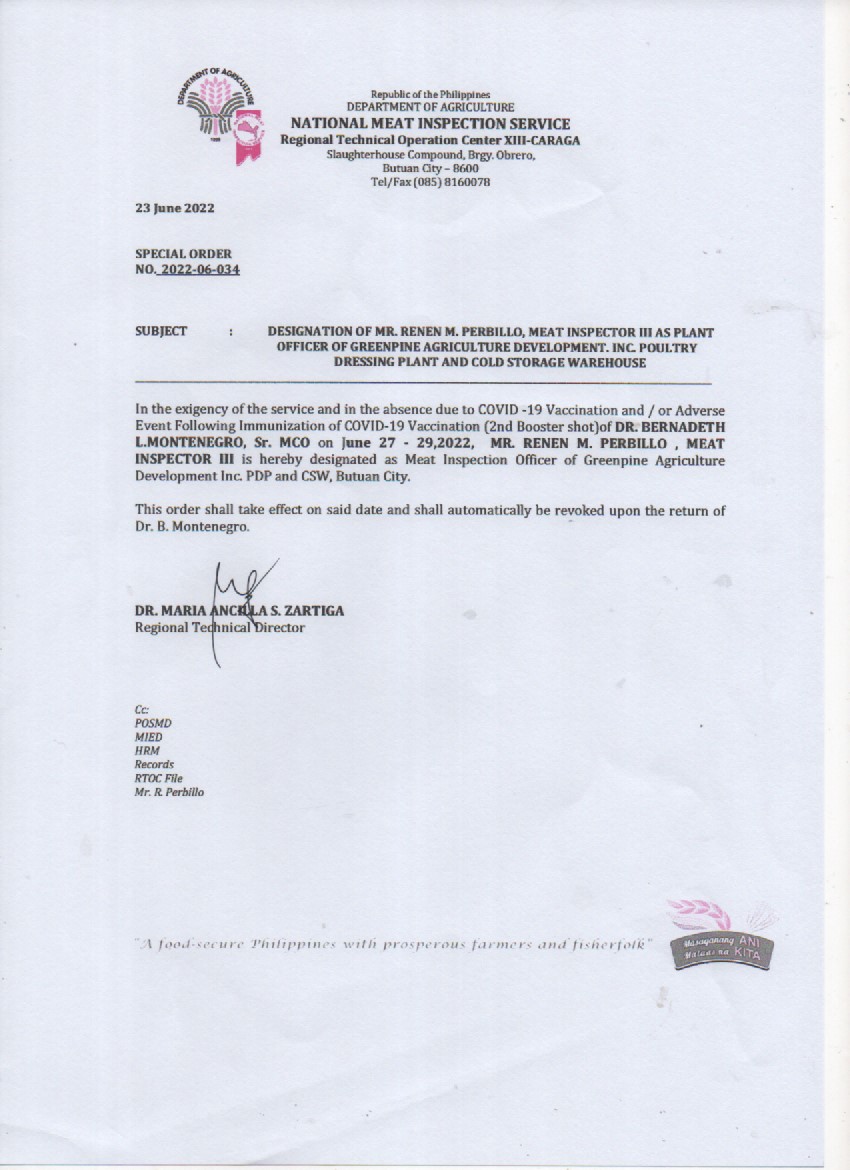 DEPARTMENT OF AGRICULTURE
Republic of the Philippines
DEPARTMENT OF AGRICULTURE
NATIONAL MEAT INSPECTION SERVICE
Regional Technical Operation Center XIII-CARAGA
Slaughterhouse Compound, Brgy. Obrero,
Butuan City – 8600
Tel/Fax (085) 8160078
23 June 2022
SPECIAL ORDER
NO. 2022-06-034
SUBJECT : DESIGNATION OF MR. RENEN M. PERBILLO, MEAT INSPECTOR III AS PLANT
OFFICER OF GREENPINE AGRICULTURE DEVELOPMENT. INC. POULTRY
DRESSING PLANT AND COLD STORAGE WAREHOUSE
In the exigency of the service and in the absence due to COVID -19 Vaccination and / or Adverse
Event Following Immunization of COVID-19 Vaccination (2nd Booster shot)of DR. BERNADETH
L.MONTENEGRO, Sr. MCO on June 27 - 29,2022, MR. RENEN M. PERBILLO , MEAT
INSPECTOR III is hereby designated as Meat Inspection Officer of Greenpine Agriculture
Development Inc. PDP and CSW, Butuan City.
This order shall take effect on said date and shall automatically be revoked upon the return of
Dr. B. Montenegro.
DR. MARIA ANCILLA S. ZARTIGA
Regional Technical Director
Cc:
POSMD
MIED
HRM
Records
RTOC File
Mr. R. Perbillo
"A food-secure Philippines with prosperous farmers and fisherfolk"
Masaganang ANI
Mataas na KITA